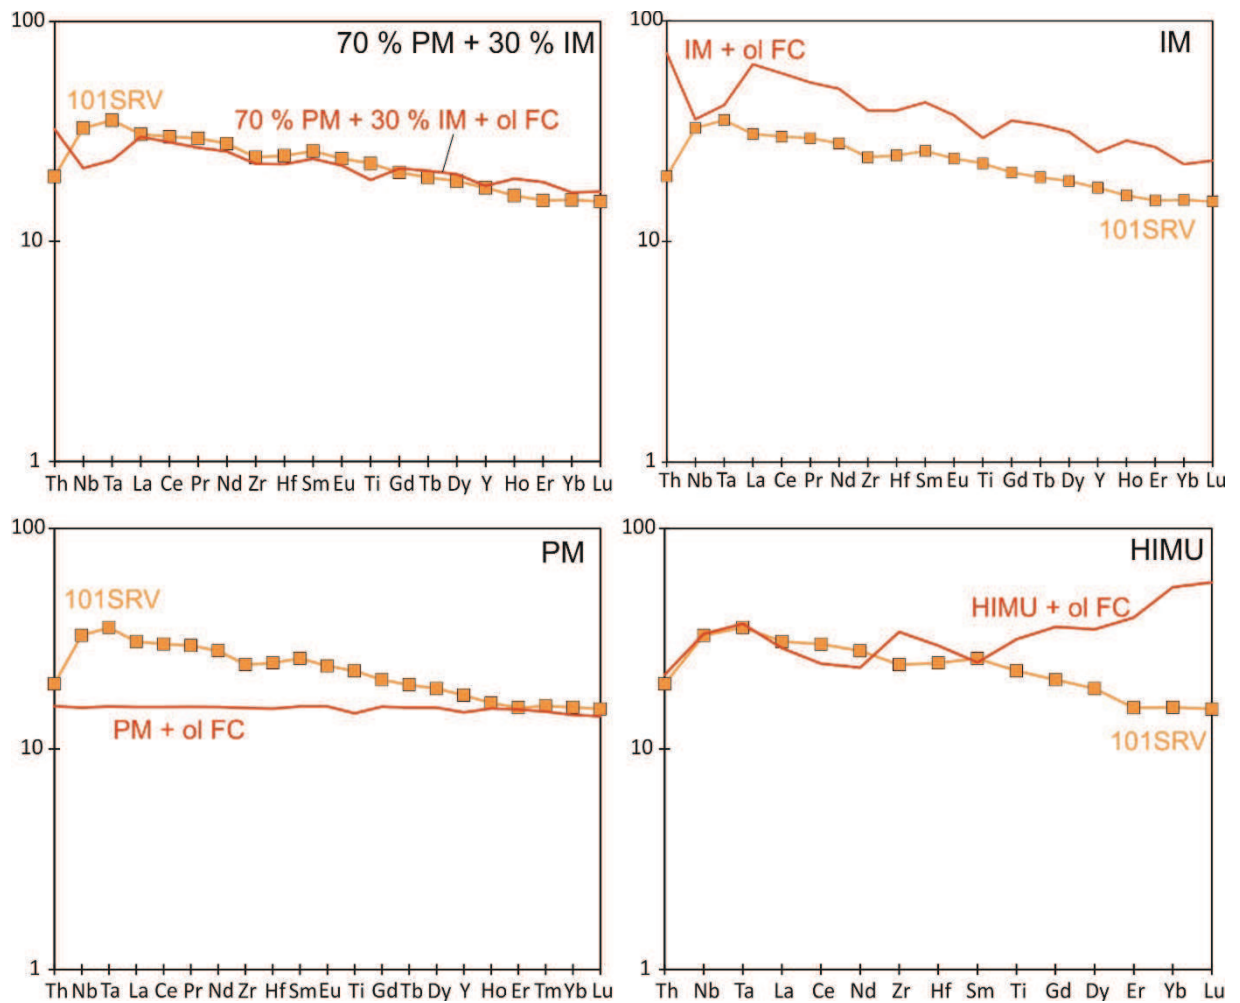 100
70 % PM + 30 % IM
101SRV
70 % PM + 30 % IM + ol FC
10
1
Th Nb Ta La Ce Pr Nd Zr Hf Sm Eu Ti Gd Tb Dy Y Ho Er Yb Lu
100
IM
IM + ol FC
101SRV
10
1
Th Nb Ta La Ce Pr Nd Zr Hf Sm Eu Ti Gd Tb Dy Y Ho Er Yb Lu
100
PM
101SRV
PM + ol FC
10
1
Th Nb Ta La Ce Pr Nd Zr Hf Sm Eu Ti Gd Tb Dy Y Ho Er Tm Yb Lu
100
HIMU
HIMU + ol FC
101SRV
10
1
Th Nb Ta La Ce Nd Zr Hf Sm Ti Gd Dy Er Yb Lu